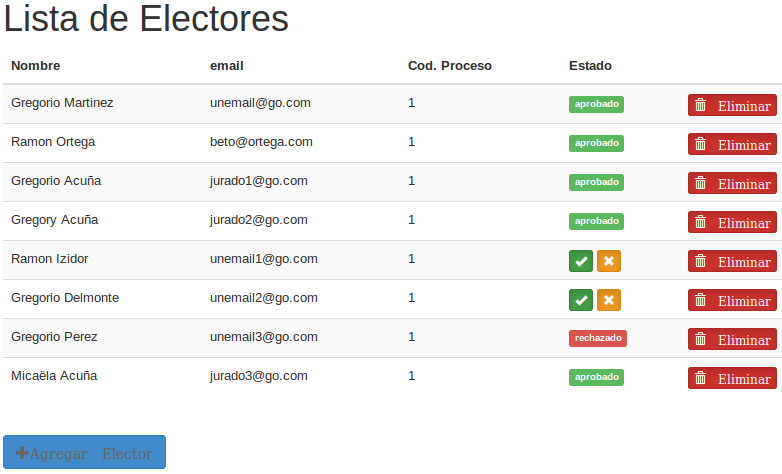 Lista de Electores
Nombre email Cod. Proceso Estado
Gregorio Martinez unemail@go.com 1 aprobado Eliminar
Ramon Ortega beto@ortega.com 1 aprobado Eliminar
Gregorio Acuña jurado1@go.com 1 aprobado Eliminar
Gregory Acuña jurado2@go.com 1 aprobado Eliminar
Ramon Izidor unemail1@go.com 1 Eliminar
Gregorio Delmonte unemail2@go.com 1 Eliminar
Gregorio Perez unemail3@go.com 1 rechazado Eliminar
Micaëla Acuña jurado3@go.com 1 aprobado Eliminar
Agregar Elector